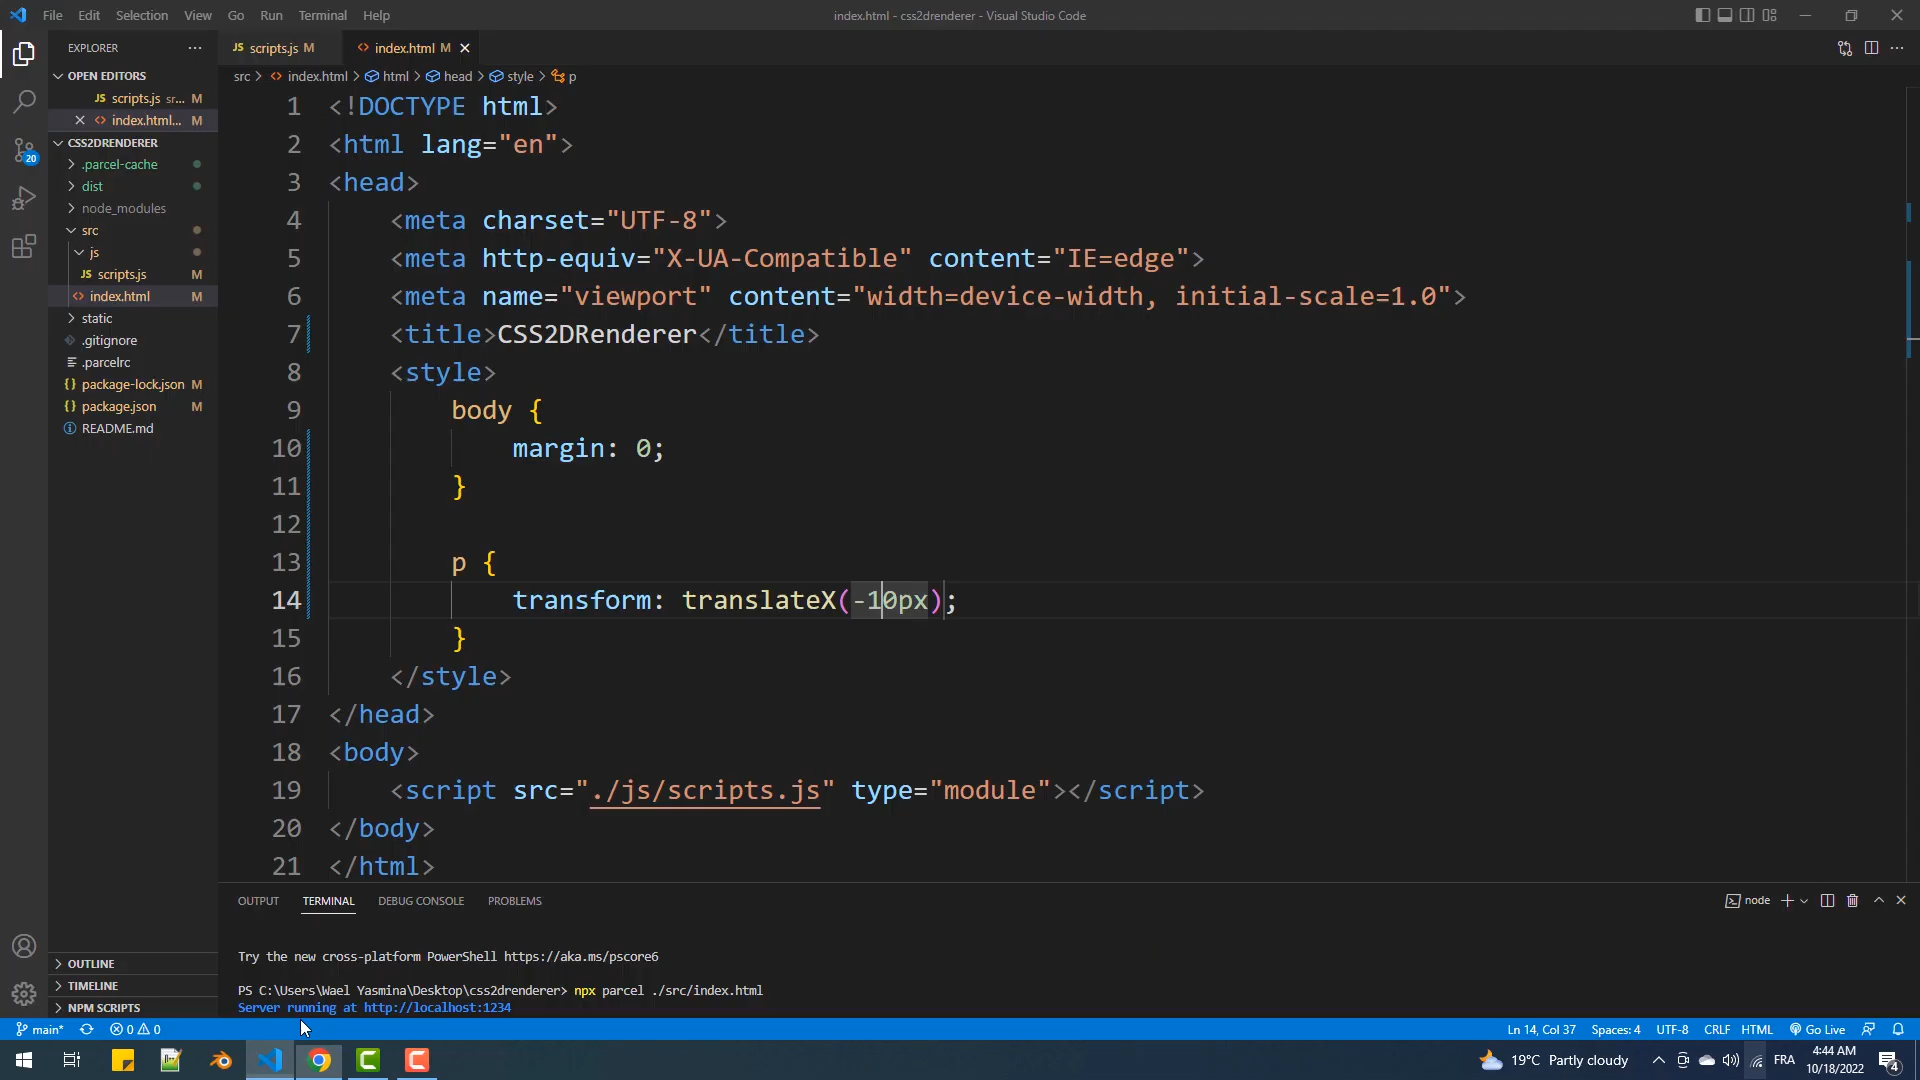 File Edit Selection View Go Run Terminal Help
index.html - css2drenderer - Visual Studio Code
EXPLORER
OPEN EDITORS
JS scripts.js sr... M
<> index.html... M
CSS2DRENDERER
.parcel-cache
dist
node_modules
src
js
JS scripts.js M
<> index.html M
static
.gitignore
.parcelrc
{} package-lock.json M
{} package.json M
README.md
OUTLINE
TIMELINE
NPM SCRIPTS
20
JS scripts.js M
<> index.html M
src > <> index.html > html > head > style > p
1 <!DOCTYPE html>
2 <html lang="en">
3 <head>
4 <meta charset="UTF-8">
5 <meta http-equiv="X-UA-Compatible" content="IE=edge">
6 <meta name="viewport" content="width=device-width, initial-scale=1.0">
7 <title>CSS2DRenderer</title>
8 <style>
9 body {
10 margin: 0;
11 }
12
13 p {
14 transform: translateX(-10px);
15 }
16 </style>
17 </head>
18 <body>
19 <script src="./js/scripts.js" type="module"></script>
20 </body>
21 </html>
OUTPUT TERMINAL DEBUG CONSOLE PROBLEMS
node
Try the new cross-platform PowerShell https://aka.ms/pscore6
PS C:\Users\Wael Yasmina\Desktop\css2drenderer> npx parcel ./src/index.html
Server running at http://localhost:1234
main* 0 0
Ln 14, Col 37 Spaces: 4 UTF-8 CRLF HTML Go Live
19°C Partly cloudy
FRA
4:44 AM
10/18/2022
4